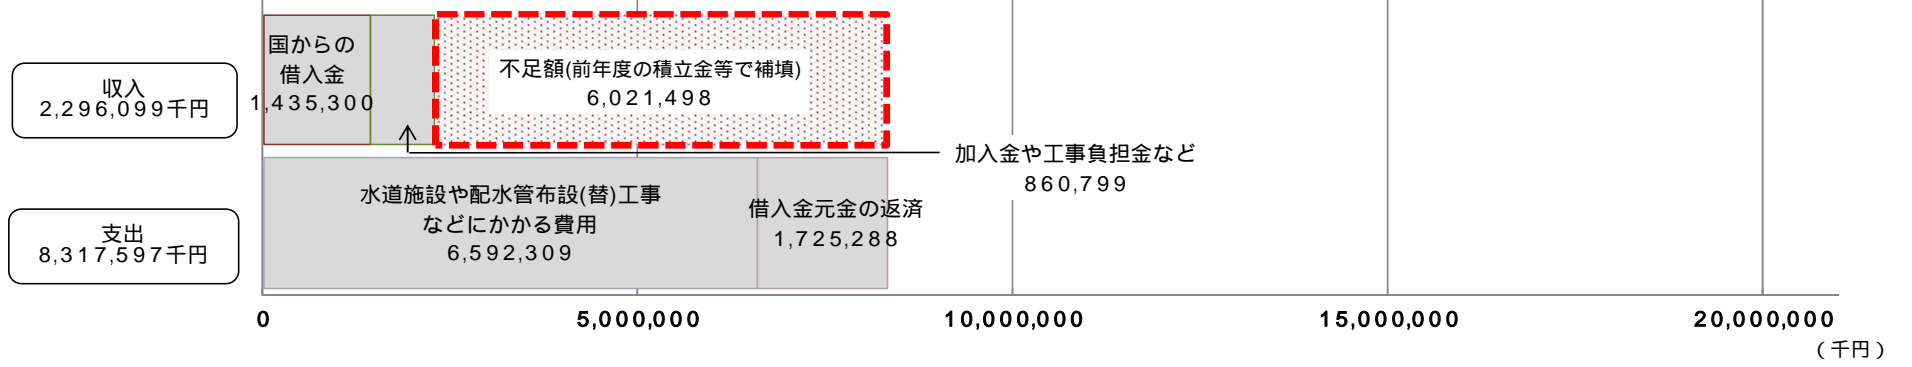 収入
2,296,099千円
国からの
借入金
1,435,300
不足額(前年度の積立金等で補填)
6,021,498
加入金や工事負担金など
860,799
支出
8,317,597千円
水道施設や配水管布設(替)工事
などにかかる費用
6,592,309
借入金元金の返済
1,725,288
0
5,000,000
10,000,000
15,000,000
20,000,000
（千円）